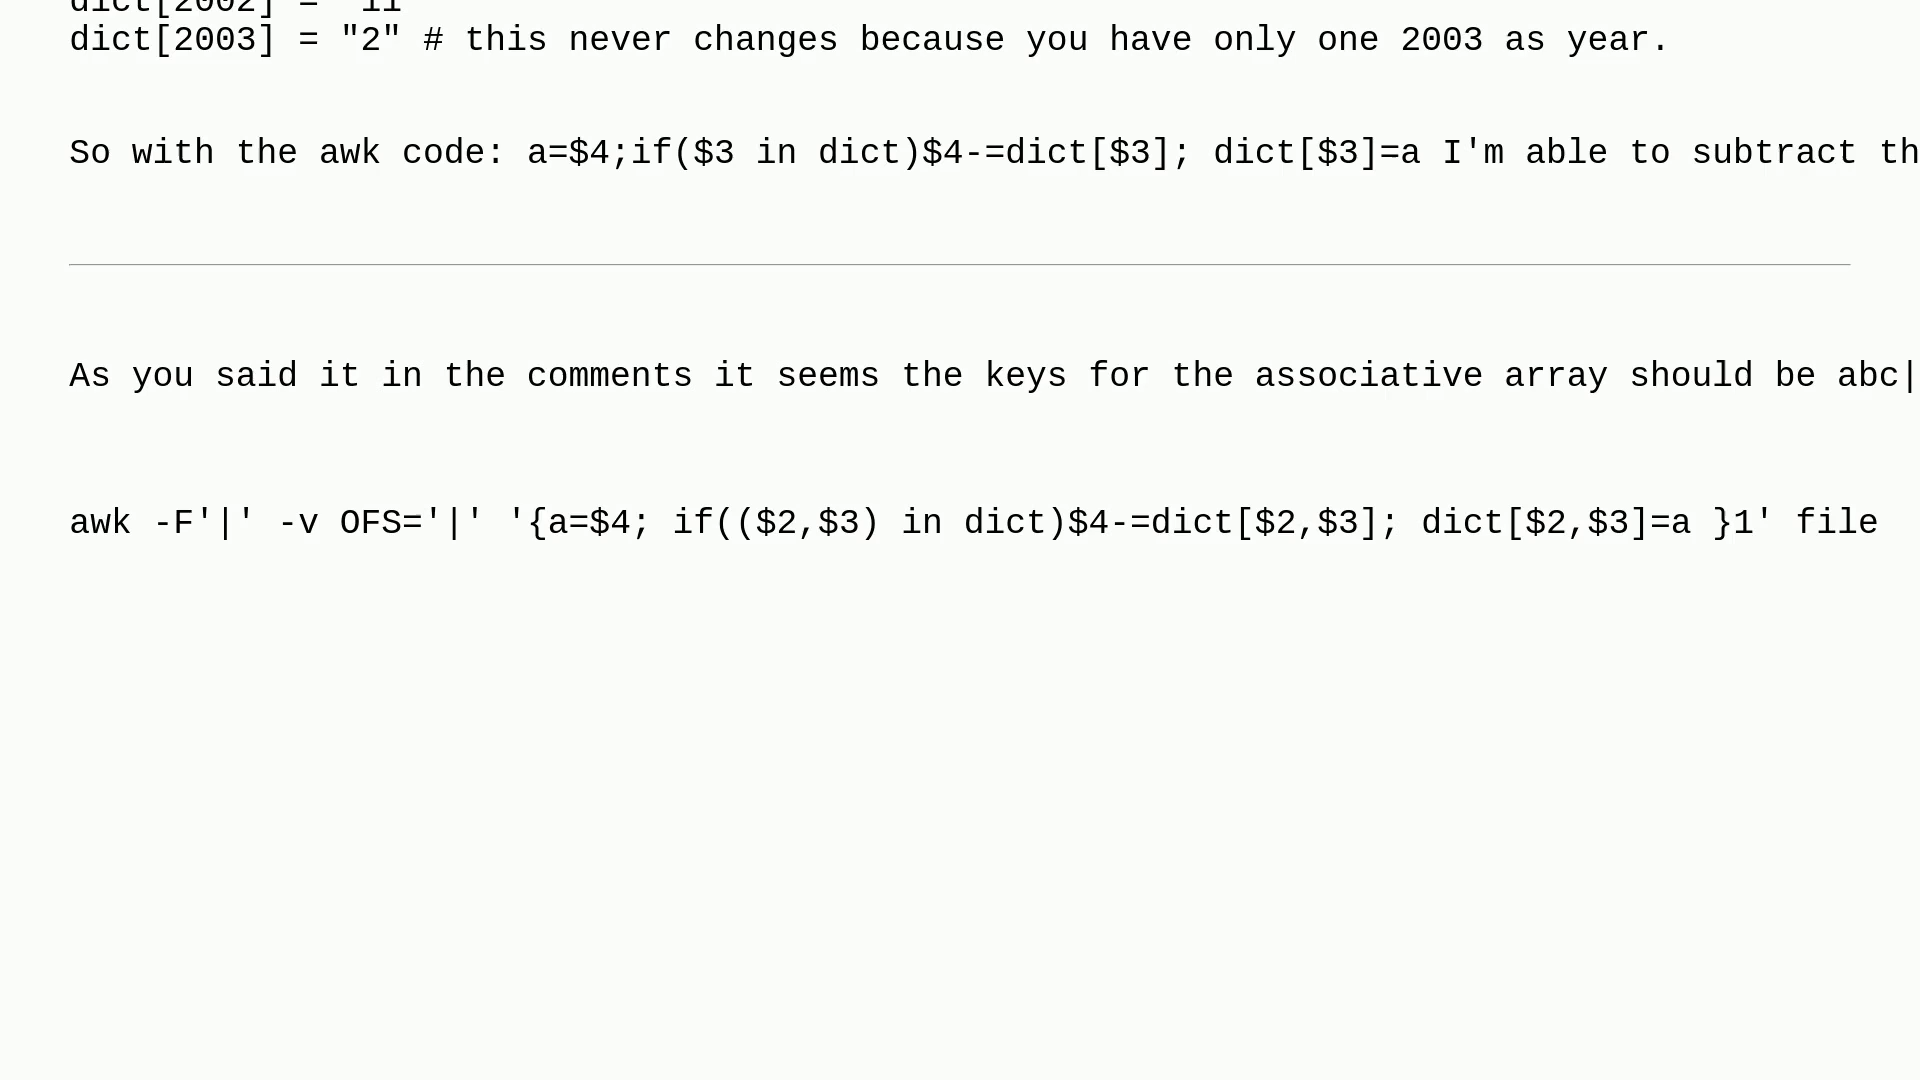 dict[2003] = "2" # this never changes because you have only one 2003 as year.
So with the awk code: a=$4;if($3 in dict)$4-=dict[$3]; dict[$3]=a I'm able to subtract
As you said it in the comments it seems the keys for the associative array should be abc|
awk -F'|' -v OFS='|' '{a=$4; if(($2,$3) in dict)$4-=dict[$2,$3]; dict[$2,$3]=a }1' file